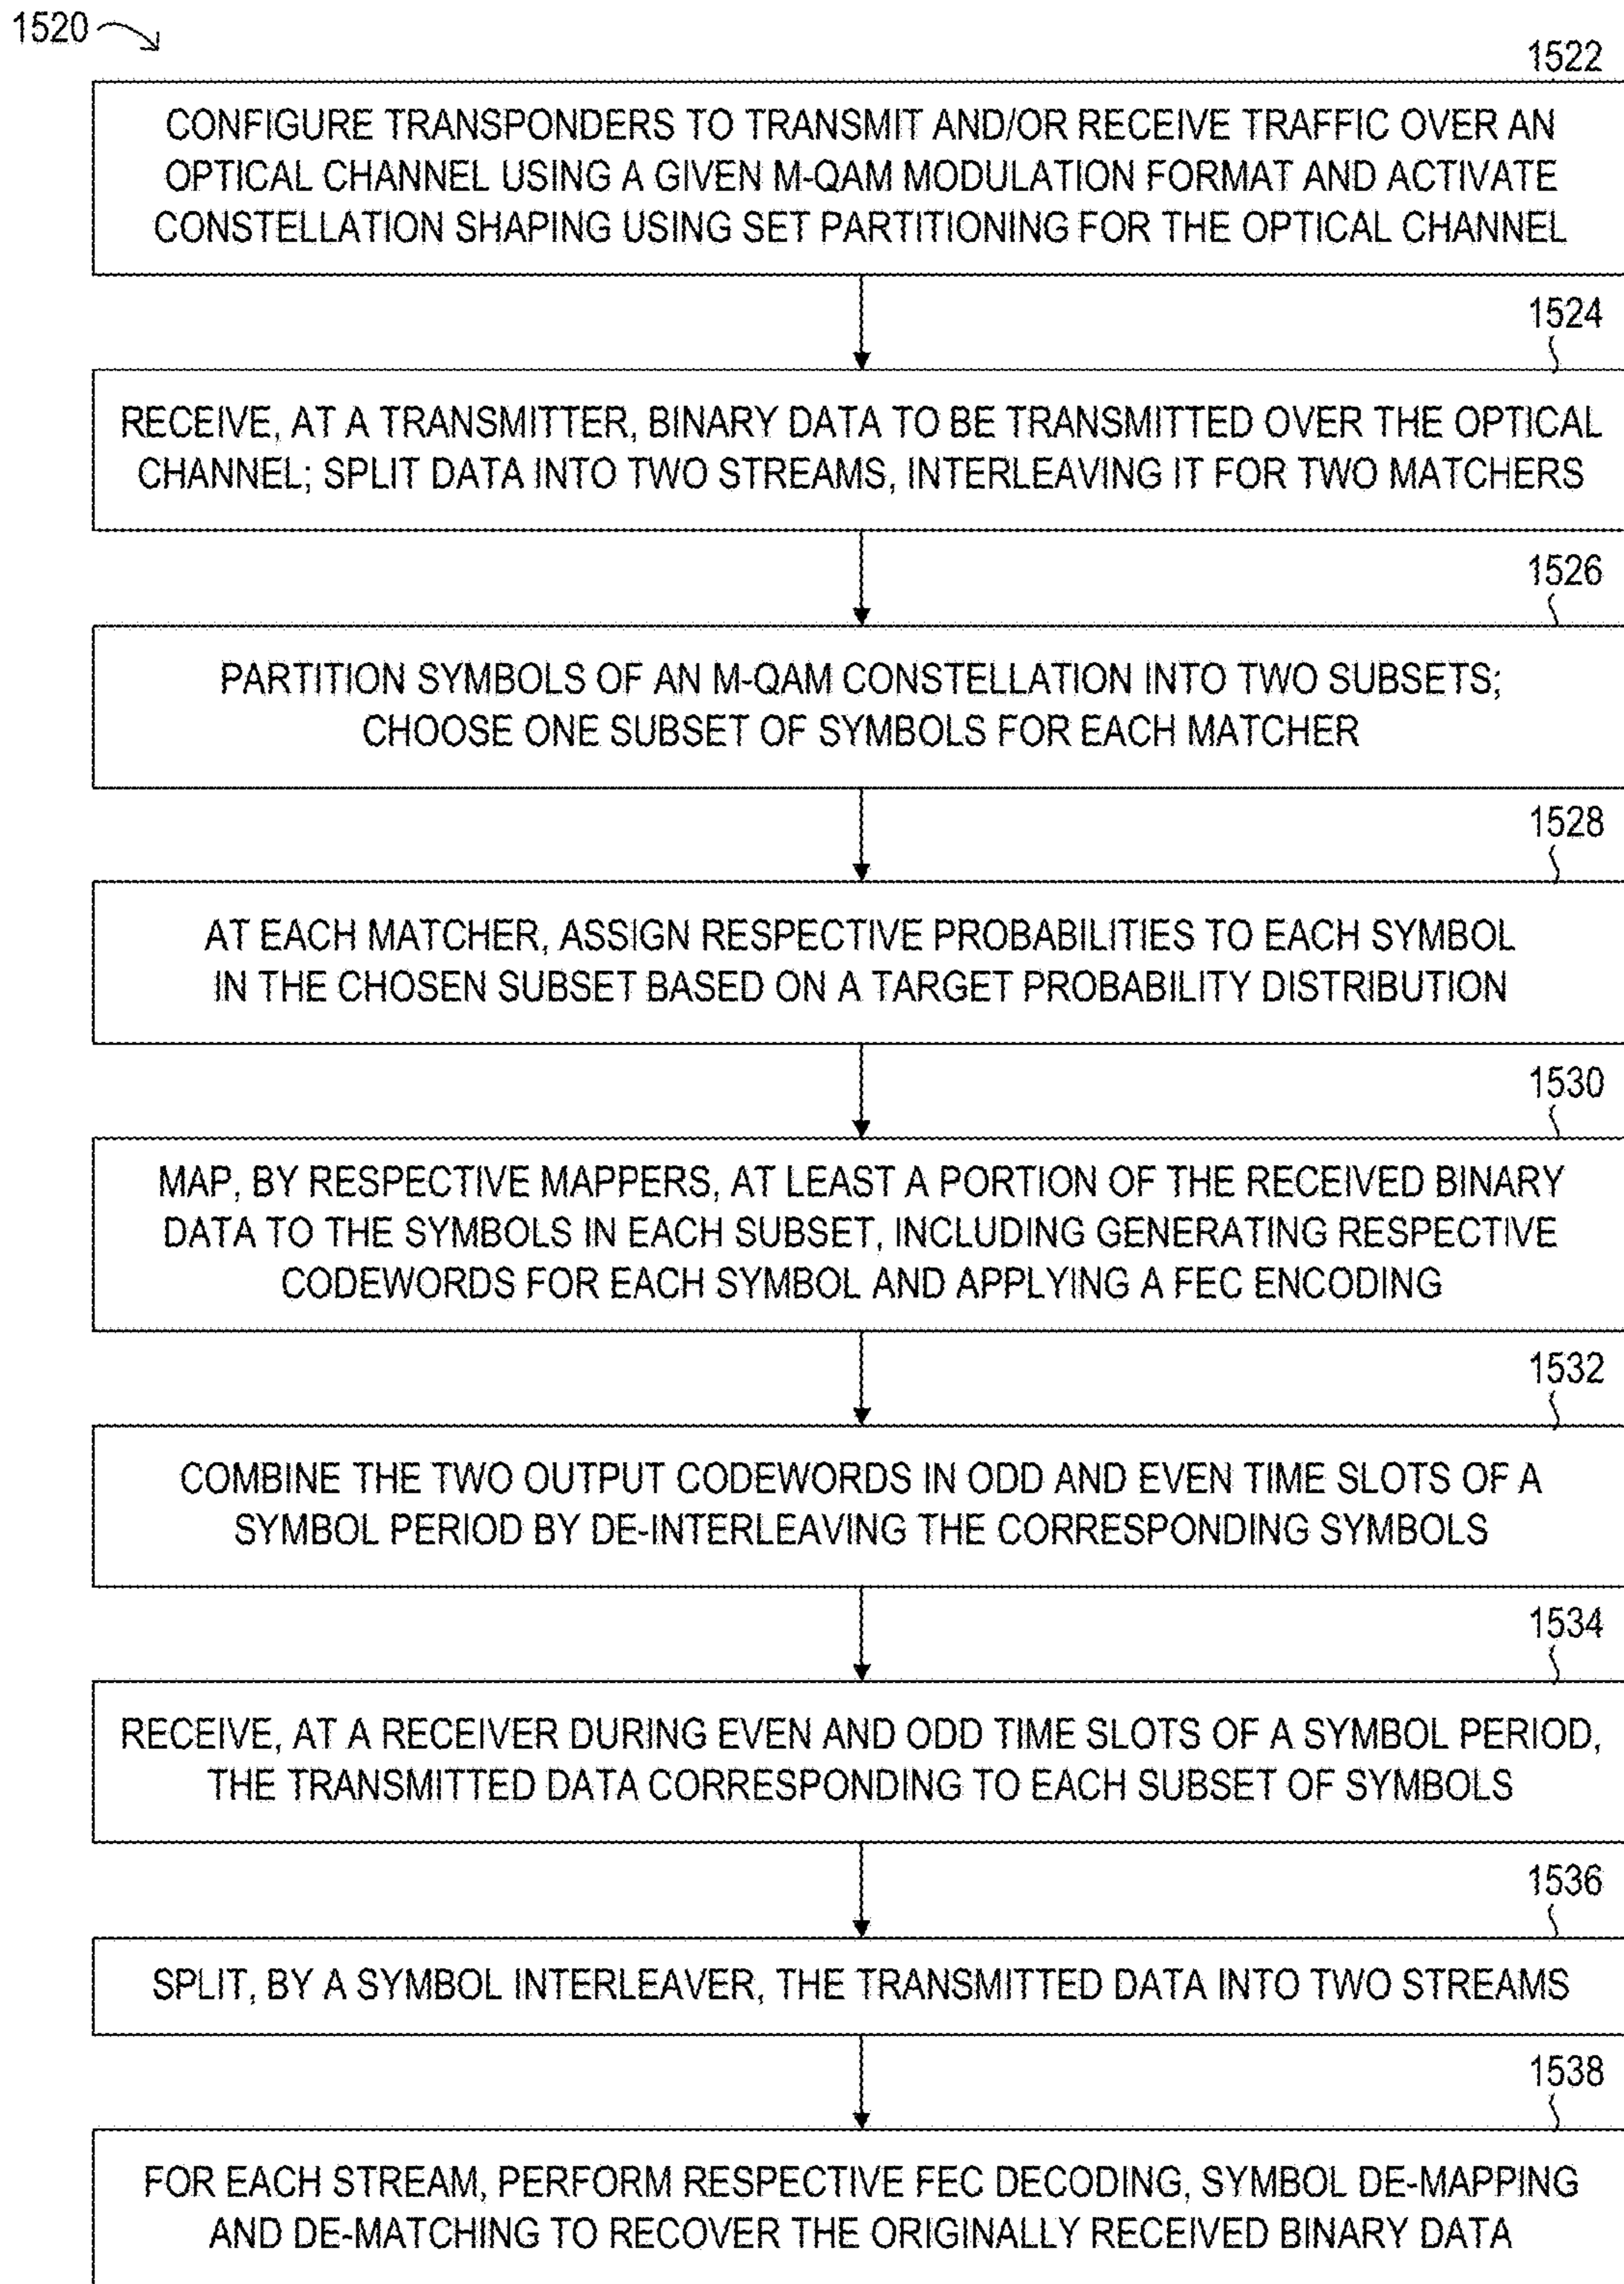 1520
1522
CONFIGURE TRANSPONDERS TO TRANSMIT AND/OR RECEIVE TRAFFIC OVER AN
OPTICAL CHANNEL USING A GIVEN M-QAM MODULATION FORMAT AND ACTIVATE
CONSTELLATION SHAPING USING SET PARTITIONING FOR THE OPTICAL CHANNEL
1524
RECEIVE, AT A TRANSMITTER, BINARY DATA TO BE TRANSMITTED OVER THE OPTICAL
CHANNEL; SPLIT DATA INTO TWO STREAMS, INTERLEAVING IT FOR TWO MATCHERS
1526
PARTITION SYMBOLS OF AN M-QAM CONSTELLATION INTO TWO SUBSETS;
CHOOSE ONE SUBSET OF SYMBOLS FOR EACH MATCHER
1528
AT EACH MATCHER, ASSIGN RESPECTIVE PROBABILITIES TO EACH SYMBOL
IN THE CHOSEN SUBSET BASED ON A TARGET PROBABILITY DISTRIBUTION
1530
MAP, BY RESPECTIVE MAPPERS, AT LEAST A PORTION OF THE RECEIVED BINARY
DATA TO THE SYMBOLS IN EACH SUBSET, INCLUDING GENERATING RESPECTIVE
CODEWORDS FOR EACH SYMBOL AND APPLYING A FEC ENCODING
1532
COMBINE THE TWO OUTPUT CODEWORDS IN ODD AND EVEN TIME SLOTS OF A
SYMBOL PERIOD BY DE-INTERLEAVING THE CORRESPONDING SYMBOLS
1534
RECEIVE, AT A RECEIVER DURING EVEN AND ODD TIME SLOTS OF A SYMBOL PERIOD,
THE TRANSMITTED DATA CORRESPONDING TO EACH SUBSET OF SYMBOLS
1536
SPLIT, BY A SYMBOL INTERLEAVER, THE TRANSMITTED DATA INTO TWO STREAMS
1538
FOR EACH STREAM, PERFORM RESPECTIVE FEC DECODING, SYMBOL DE-MAPPING
AND DE-MATCHING TO RECOVER THE ORIGINALLY RECEIVED BINARY DATA